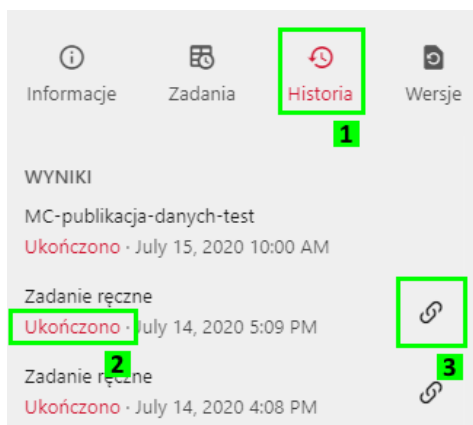 Informacje Zadania Historia Wersje
1
WYNIKI
MC-publikacja-danych-test
Ukończono · July 15, 2020 10:00 AM
Zadanie ręczne
Ukończono · July 14, 2020 5:09 PM
2 3
Zadanie ręczne
Ukończono · July 14, 2020 4:08 PM